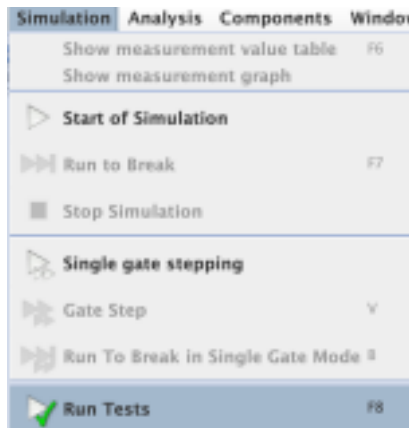 Simulation Analysis Components Window
Show measurement value table F6
Show measurement graph
Start of Simulation
Run to Break F7
Stop Simulation
Single gate stepping
Gate Step V
Run To Break in Single Gate Mode B
Run Tests F8